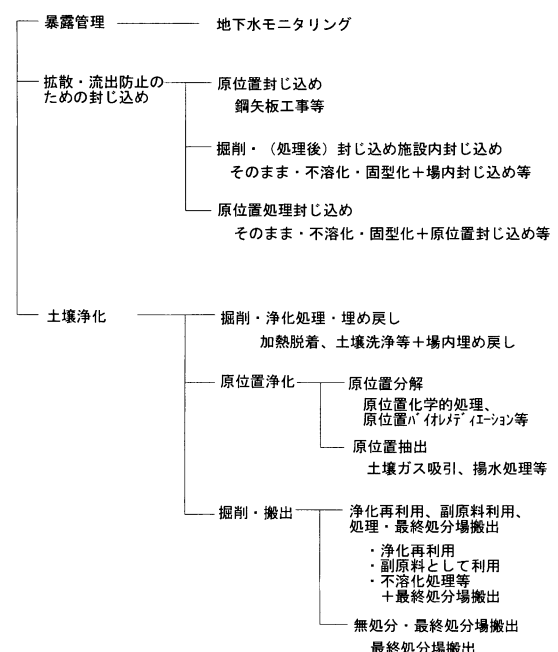 暴露管理
地下水モニタリング
拡散・流出防止の
ための封じ込め
原位置封じ込め
鋼矢板工事等
掘削・（処理後）封じ込め施設内封じ込め
そのまま・不溶化・固型化＋場内封じ込め等
原位置処理封じ込め
そのまま・不溶化・固型化＋原位置封じ込め等
土壌浄化
掘削・浄化処理・埋め戻し
加熱脱着、土壌洗浄等＋場内埋め戻し
原位置浄化
原位置分解
原位置化学的処理、
原位置ﾊﾞｲｵﾚﾒﾃﾞｨｴｰｼｮﾝ等
原位置抽出
土壌ガス吸引、揚水処理等
掘削・搬出
浄化再利用、副原料利用、
処理・最終処分場搬出
・浄化再利用
・副原料として利用
・不溶化処理等
＋最終処分場搬出
無処分・最終処分場搬出
最終処分場搬出